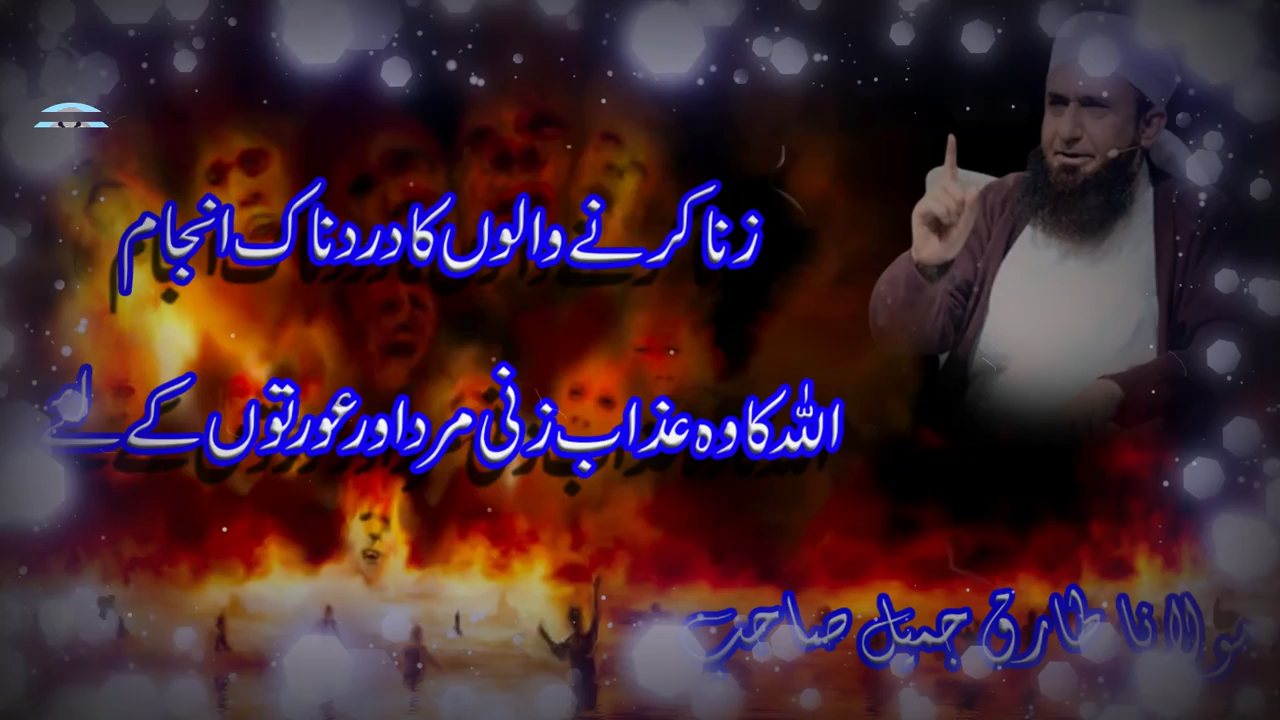 زنا کرنے والوں کا دردناک انجام
اللہ کا وہ عذاب زنی مرد اور عورتوں کے لئے
مولانا طارق جمیل صاحب